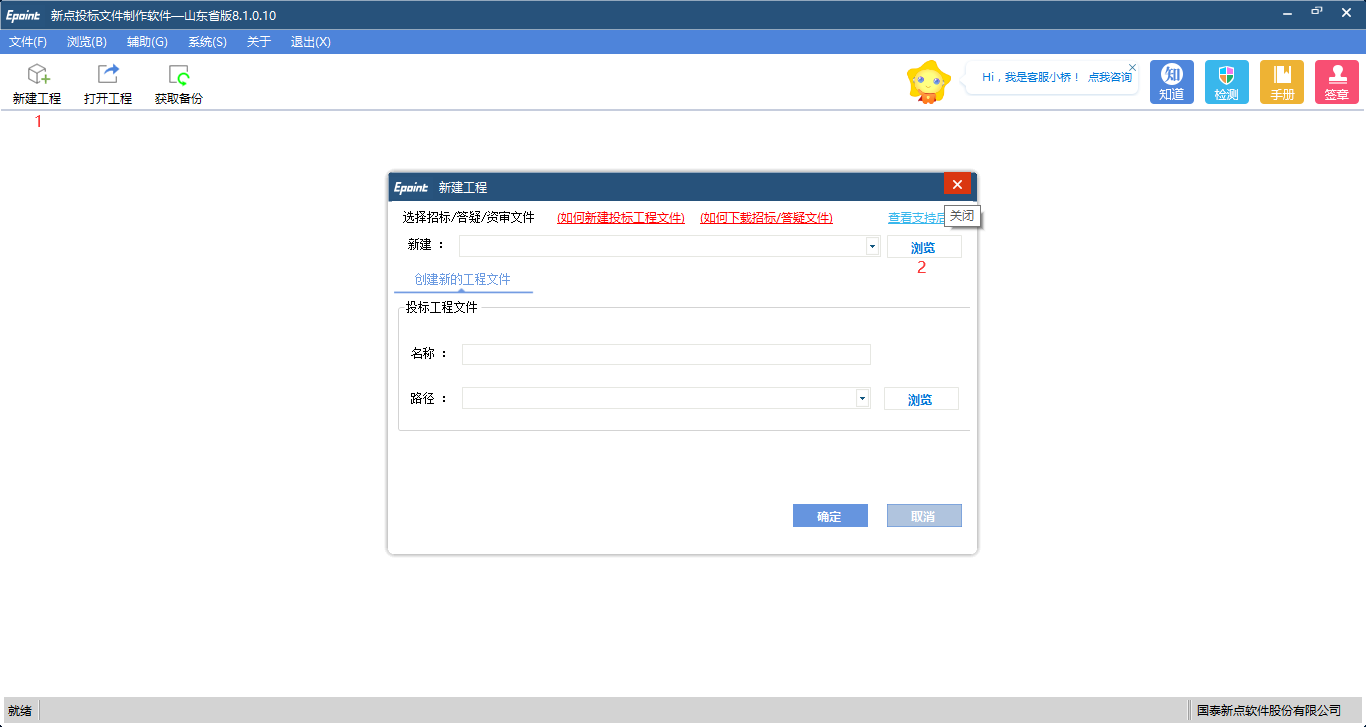 Epoint 新点投标文件制作软件—山东省版8.1.0.10
文件(F) 浏览(B) 辅助(G) 系统(S) 关于 退出(X)
新建工程 打开工程 获取备份
Hi，我是客服小桥！ 点我咨询
知
知道 检测 手册 签章
1
Epoint 新建工程
选择招标/答疑/资审文件 (如何新建投标工程文件) (如何下载招标/答疑文件) 查看支持后
关闭
新建 ： 浏览
2
创建新的工程文件
投标工程文件
名称 ：
路径 ： 浏览
确定 取消
就绪 国泰新点软件股份有限公司